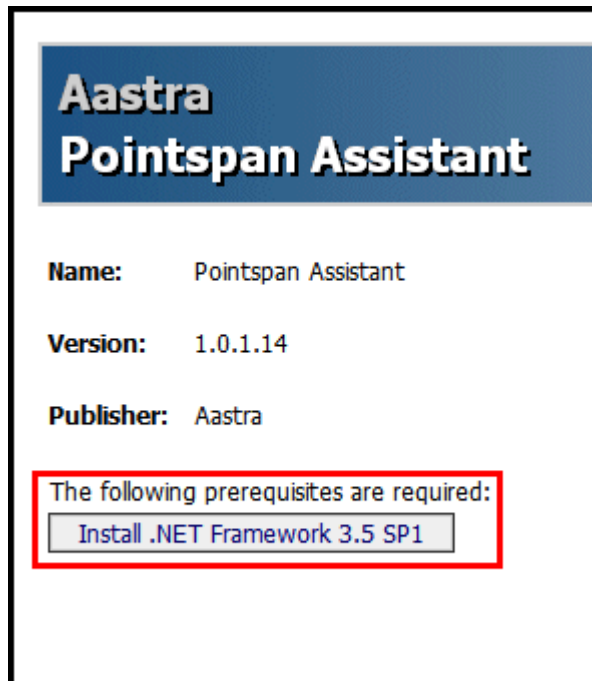 Aastra
Pointspan Assistant
Name: Pointspan Assistant
Version: 1.0.1.14
Publisher: Aastra
The following prerequisites are required:
Install .NET Framework 3.5 SP1